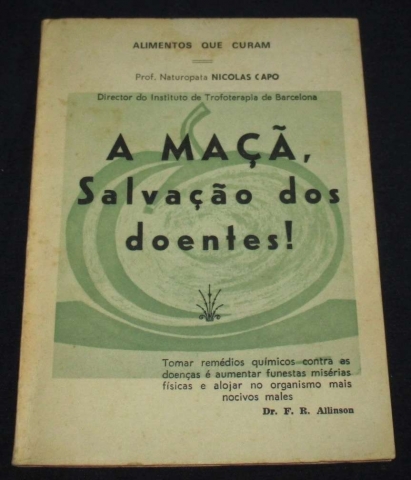 ALIMENTOS QUE CURAM
Prof. Naturopata NICOLAS CAPO
Director do Instituto de Trofoterapia de Barcelona
A MAÇÃ,
Salvação dos
doentes!
Tomar remédios químicos contra as
doenças é aumentar funestas misérias
físicas e alojar no organismo mais
nocivos males
Dr. F. R. Allinson